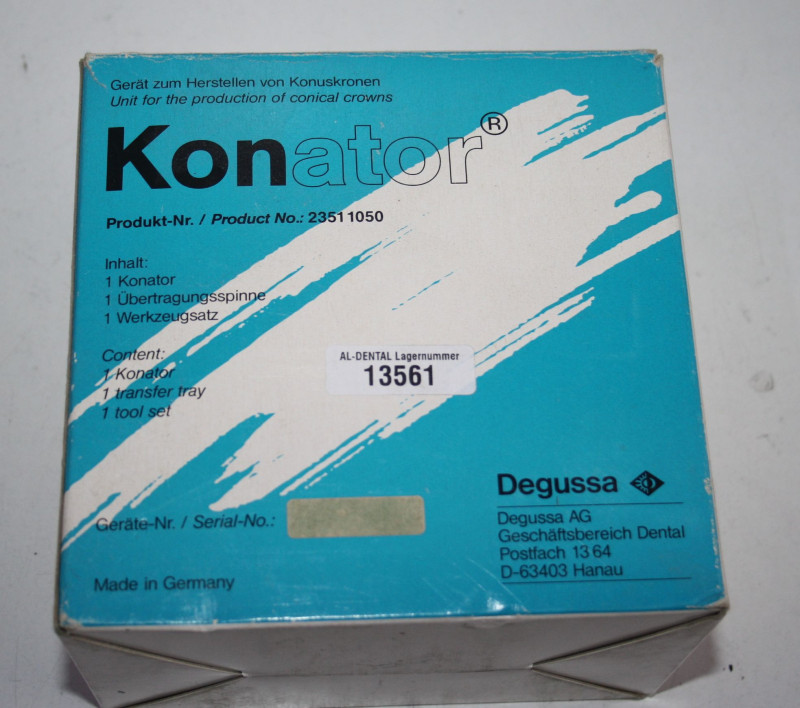 Gerät zum Herstellen von Konuskronen
Unit for the production of conical crowns
Konator®
Produkt-Nr. / Product No.: 23511050
Inhalt:
1 Konator
1 Übertragungsspinne
1 Werkzeugsatz
Content:
1 Konator
1 transfer tray
1 tool set
AL-DENTAL Lagernummer
13561
Geräte-Nr. / Serial-No.:
Made in Germany
Degussa
Degussa AG
Geschäftsbereich Dental
Postfach 13 64
D-63403 Hanau